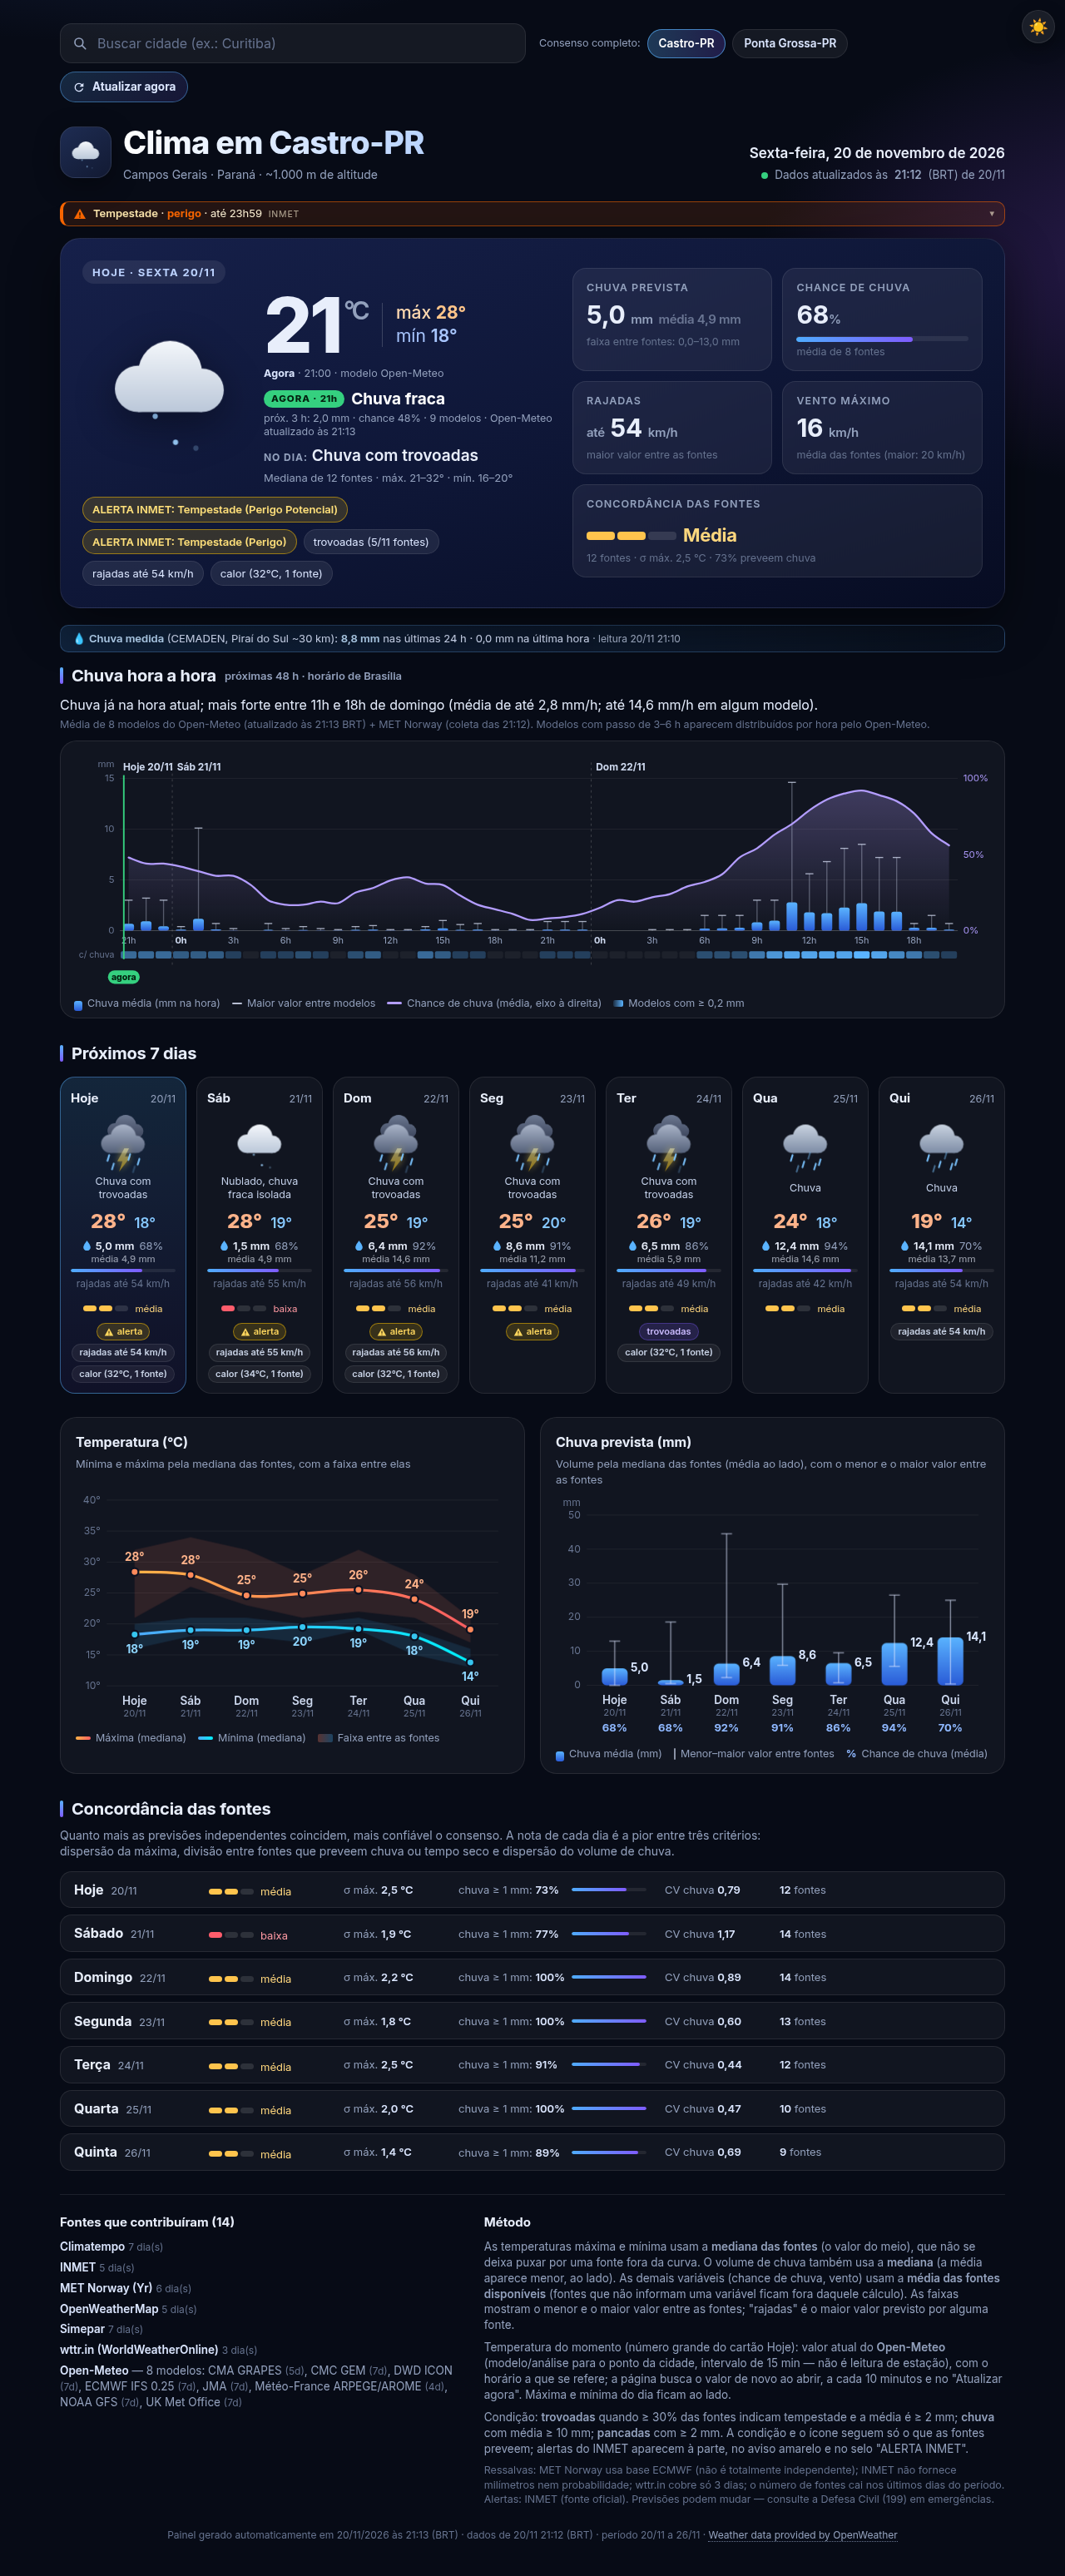 Buscar cidade (ex.: Curitiba)
Consenso completo: Castro-PR Ponta Grossa-PR
Atualizar agora
Clima em Castro-PR
Campos Gerais · Paraná · ~1.000 m de altitude
Sexta-feira, 20 de novembro de 2026
Dados atualizados às 21:12 (BRT) de 20/11
Tempestade · perigo · até 23h59 INMET
HOJE · SEXTA 20/11
21°C
máx 28°
mín 18°
Agora · 21:00 · modelo Open-Meteo
AGORA · 21h Chuva fraca
próx. 3 h: 2,0 mm · chance 48% · 9 modelos · Open-Meteo
atualizado às 21:13
NO DIA: Chuva com trovoadas
Mediana de 12 fontes · máx. 21–32° · mín. 16–20°
ALERTA INMET: Tempestade (Perigo Potencial)
ALERTA INMET: Tempestade (Perigo) trovoadas (5/11 fontes)
rajadas até 54 km/h calor (32°C, 1 fonte)
CHUVA PREVISTA
5,0 mm média 4,9 mm
faixa entre fontes: 0,0–13,0 mm
CHANCE DE CHUVA
68%
média de 8 fontes
RAJADAS
até 54 km/h
maior valor entre as fontes
VENTO MÁXIMO
16 km/h
média das fontes (maior: 20 km/h)
CONCORDÂNCIA DAS FONTES
Média
12 fontes · σ máx. 2,5 °C · 73% preveem chuva
Chuva medida (CEMADEN, Piraí do Sul ~30 km): 8,8 mm nas últimas 24 h · 0,0 mm na última hora · leitura 20/11 21:10
Chuva hora a hora próximas 48 h · horário de Brasília
Chuva já na hora atual; mais forte entre 11h e 18h de domingo (média de até 2,8 mm/h; até 14,6 mm/h em algum modelo).
Média de 8 modelos do Open-Meteo (atualizado às 21:13 BRT) + MET Norway (coleta das 21:12). Modelos com passo de 3–6 h aparecem distribuídos por hora pelo Open-Meteo.
mm Hoje 20/11 Sáb 21/11 Dom 22/11
15 100%
10
50%
5
0 0%
21h 0h 3h 6h 9h 12h 15h 18h 21h 0h 3h 6h 9h 12h 15h 18h
c/ chuva
agora
Chuva média (mm na hora) Maior valor entre modelos Chance de chuva (média, eixo à direita) Modelos com ≥ 0,2 mm
Próximos 7 dias
Hoje 20/11
Chuva com
trovoadas
28° 18°
5,0 mm 68%
média 4,9 mm
rajadas até 54 km/h
média
alerta
rajadas até 54 km/h
calor (32°C, 1 fonte)
Sáb 21/11
Nublado, chuva
fraca isolada
28° 19°
1,5 mm 68%
média 4,9 mm
rajadas até 55 km/h
baixa
alerta
rajadas até 55 km/h
calor (34°C, 1 fonte)
Dom 22/11
Chuva com
trovoadas
25° 19°
6,4 mm 92%
média 14,6 mm
rajadas até 56 km/h
média
alerta
rajadas até 56 km/h
calor (32°C, 1 fonte)
Seg 23/11
Chuva com
trovoadas
25° 20°
8,6 mm 91%
média 11,2 mm
rajadas até 41 km/h
média
alerta
Ter 24/11
Chuva com
trovoadas
26° 19°
6,5 mm 86%
média 5,9 mm
rajadas até 49 km/h
média
trovoadas
calor (32°C, 1 fonte)
Qua 25/11
Chuva
24° 18°
12,4 mm 94%
média 14,6 mm
rajadas até 42 km/h
média
Qui 26/11
Chuva
19° 14°
14,1 mm 70%
média 13,7 mm
rajadas até 54 km/h
média
rajadas até 54 km/h
Temperatura (°C)
Mínima e máxima pela mediana das fontes, com a faixa entre elas
40°
35°
30°
25°
20°
15°
10°
28° 28° 25° 25° 26° 24° 19°
18° 19° 19° 20° 19° 18° 14°
Hoje Sáb Dom Seg Ter Qua Qui
20/11 21/11 22/11 23/11 24/11 25/11 26/11
Máxima (mediana) Mínima (mediana) Faixa entre as fontes
Chuva prevista (mm)
Volume pela mediana das fontes (média ao lado), com o menor e o maior valor entre
as fontes
mm
50
40
30
20
10
0
5,0 1,5 6,4 8,6 6,5 12,4 14,1
Hoje Sáb Dom Seg Ter Qua Qui
20/11 21/11 22/11 23/11 24/11 25/11 26/11
68% 68% 92% 91% 86% 94% 70%
Chuva média (mm) Menor–maior valor entre fontes % Chance de chuva (média)
Concordância das fontes
Quanto mais as previsões independentes coincidem, mais confiável o consenso. A nota de cada dia é a pior entre três critérios:
dispersão da máxima, divisão entre fontes que preveem chuva ou tempo seco e dispersão do volume de chuva.
Hoje 20/11 média σ máx. 2,5 °C chuva ≥ 1 mm: 73% CV chuva 0,79 12 fontes
Sábado 21/11 baixa σ máx. 1,9 °C chuva ≥ 1 mm: 77% CV chuva 1,17 14 fontes
Domingo 22/11 média σ máx. 2,2 °C chuva ≥ 1 mm: 100% CV chuva 0,89 14 fontes
Segunda 23/11 média σ máx. 1,8 °C chuva ≥ 1 mm: 100% CV chuva 0,60 13 fontes
Terça 24/11 média σ máx. 2,5 °C chuva ≥ 1 mm: 91% CV chuva 0,44 12 fontes
Quarta 25/11 média σ máx. 2,0 °C chuva ≥ 1 mm: 100% CV chuva 0,47 10 fontes
Quinta 26/11 média σ máx. 1,4 °C chuva ≥ 1 mm: 89% CV chuva 0,69 9 fontes
Fontes que contribuíram (14)
Climatempo 7 dia(s)
INMET 5 dia(s)
MET Norway (Yr) 6 dia(s)
OpenWeatherMap 5 dia(s)
Simepar 7 dia(s)
wttr.in (WorldWeatherOnline) 3 dia(s)
Open-Meteo — 8 modelos: CMA GRAPES (5d), CMC GEM (7d), DWD ICON
(7d), ECMWF IFS 0.25 (7d), JMA (7d), Météo-France ARPEGE/AROME (4d),
NOAA GFS (7d), UK Met Office (7d)
Método
As temperaturas máxima e mínima usam a mediana das fontes (o valor do meio), que não se
deixa puxar por uma fonte fora da curva. O volume de chuva também usa a mediana (a média
aparece menor, ao lado). As demais variáveis (chance de chuva, vento) usam a média das fontes
disponíveis (fontes que não informam uma variável ficam fora daquele cálculo). As faixas
mostram o menor e o maior valor entre as fontes; "rajadas" é o maior valor previsto por alguma
fonte.
Temperatura do momento (número grande do cartão Hoje): valor atual do Open-Meteo
(modelo/análise para o ponto da cidade, intervalo de 15 min — não é leitura de estação), com o
horário a que se refere; a página busca o valor de novo ao abrir, a cada 10 minutos e no "Atualizar
agora". Máxima e mínima do dia ficam ao lado.
Condição: trovoadas quando ≥ 30% das fontes indicam tempestade e a média é ≥ 2 mm; chuva
com média ≥ 10 mm; pancadas com ≥ 2 mm. A condição e o ícone seguem só o que as fontes
preveem; alertas do INMET aparecem à parte, no aviso amarelo e no selo "ALERTA INMET".
Ressalvas: MET Norway usa base ECMWF (não é totalmente independente); INMET não fornece
milímetros nem probabilidade; wttr.in cobre só 3 dias; o número de fontes cai nos últimos dias do período.
Alertas: INMET (fonte oficial). Previsões podem mudar — consulte a Defesa Civil (199) em emergências.
Painel gerado automaticamente em 20/11/2026 às 21:13 (BRT) · dados de 20/11 21:12 (BRT) · período 20/11 a 26/11 · Weather data provided by OpenWeather